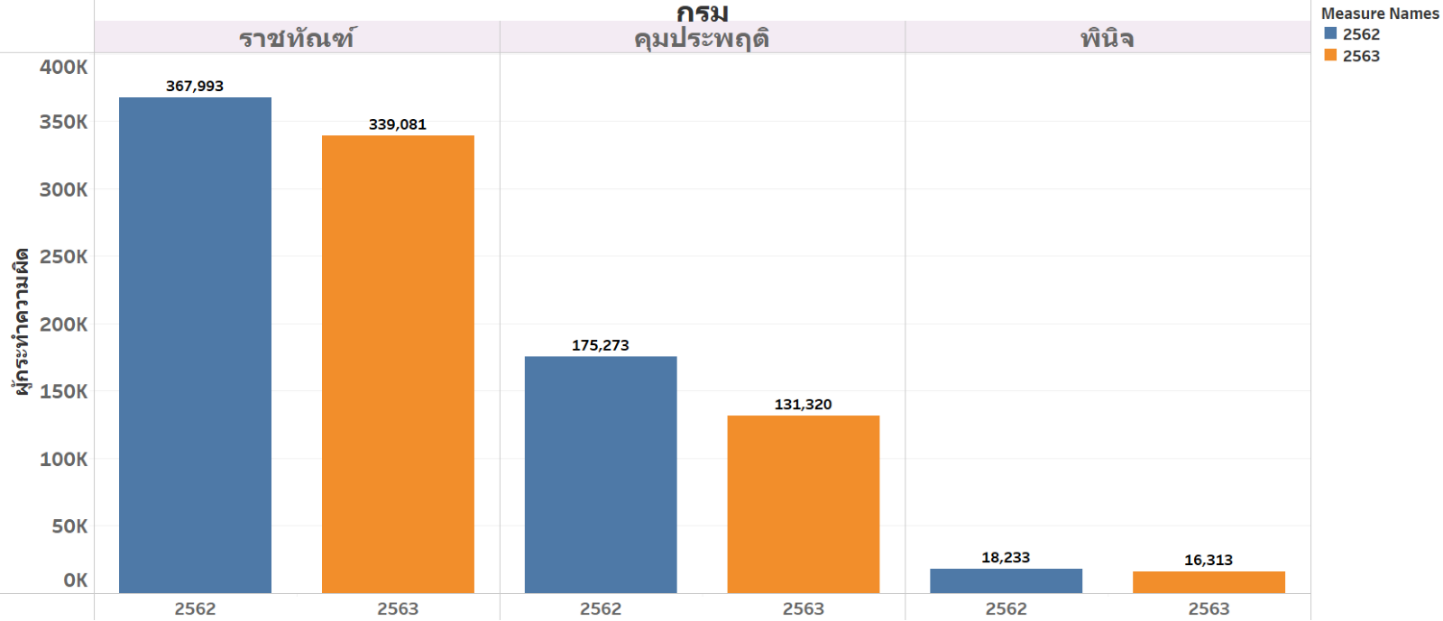 กรม
ราชทัณฑ์ คุมประพฤติ พินิจ
Measure Names
2562
2563
ผู้กระทำความผิด
400K
350K
300K
250K
200K
150K
100K
50K
0K
367,993
339,081
175,273
131,320
18,233
16,313
2562 2563 2562 2563 2562 2563